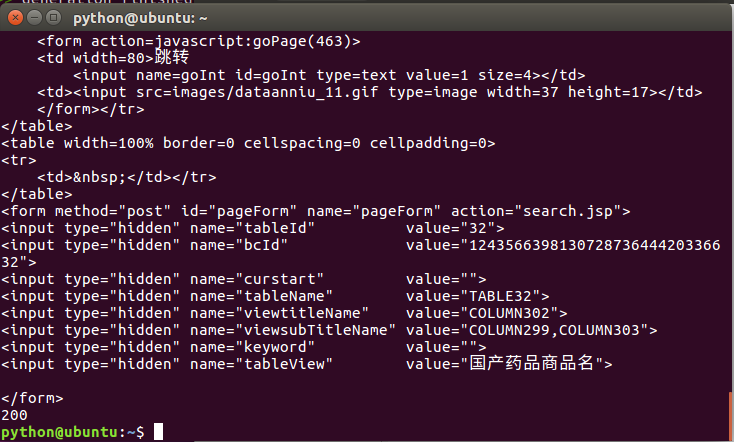 generation finished
python@ubuntu: ~
<form action=javascript:goPage(463)>
<td width=80>跳转
<input name=goInt id=goInt type=text value=1 size=4></td>
<td><input src=images/dataanniu_11.gif type=image width=37 height=17></td>
</form></tr>
</table>
<table width=100% border=0 cellspacing=0 cellpadding=0>
<tr>
<td>&nbsp;</td></tr>
</table>
<form method="post" id="pageForm" name="pageForm" action="search.jsp">
<input type="hidden" name="tableId" value="32">
<input type="hidden" name="bcId" value="1243566398130728736444203366
32">
<input type="hidden" name="curstart" value="">
<input type="hidden" name="tableName" value="TABLE32">
<input type="hidden" name="viewtitleName" value="COLUMN302">
<input type="hidden" name="viewsubTitleName" value="COLUMN299,COLUMN303">
<input type="hidden" name="keyword" value="">
<input type="hidden" name="tableView" value="国产药品商品名">
</form>
200
python@ubuntu:~$